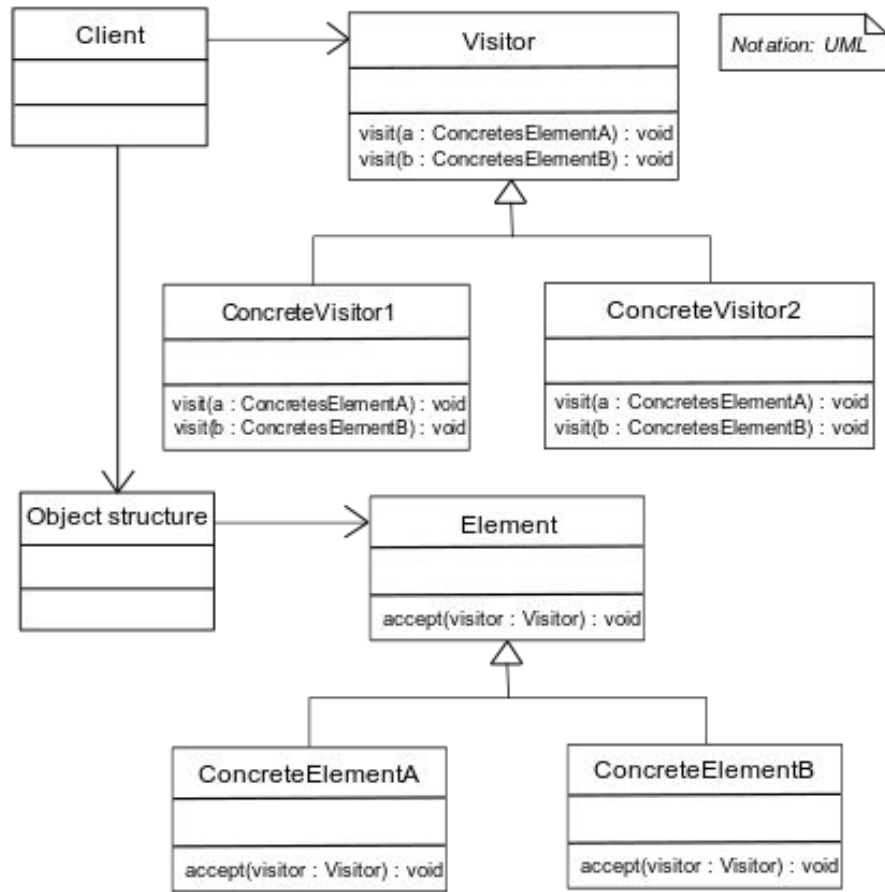 Client
Visitor
Notation: UML
visit(a : ConcretesElementA) : void
visit(b : ConcretesElementB) : void
ConcreteVisitor1
ConcreteVisitor2
visit(a : ConcretesElementA) : void
visit(b : ConcretesElementB) : void
visit(a : ConcretesElementA) : void
visit(b : ConcretesElementB) : void
Object structure
Element
accept(visitor : Visitor) : void
ConcreteElementA
ConcreteElementB
accept(visitor : Visitor) : void
accept(visitor : Visitor) : void